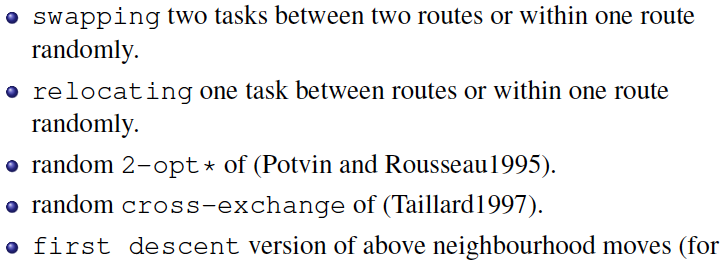 • swapping two tasks between two routes or within one route
randomly.
• relocating one task between routes or within one route
randomly.
• random 2-opt* of (Potvin and Rousseau1995).
• random cross-exchange of (Taillard1997).
• first descent version of above neighbourhood moves (for